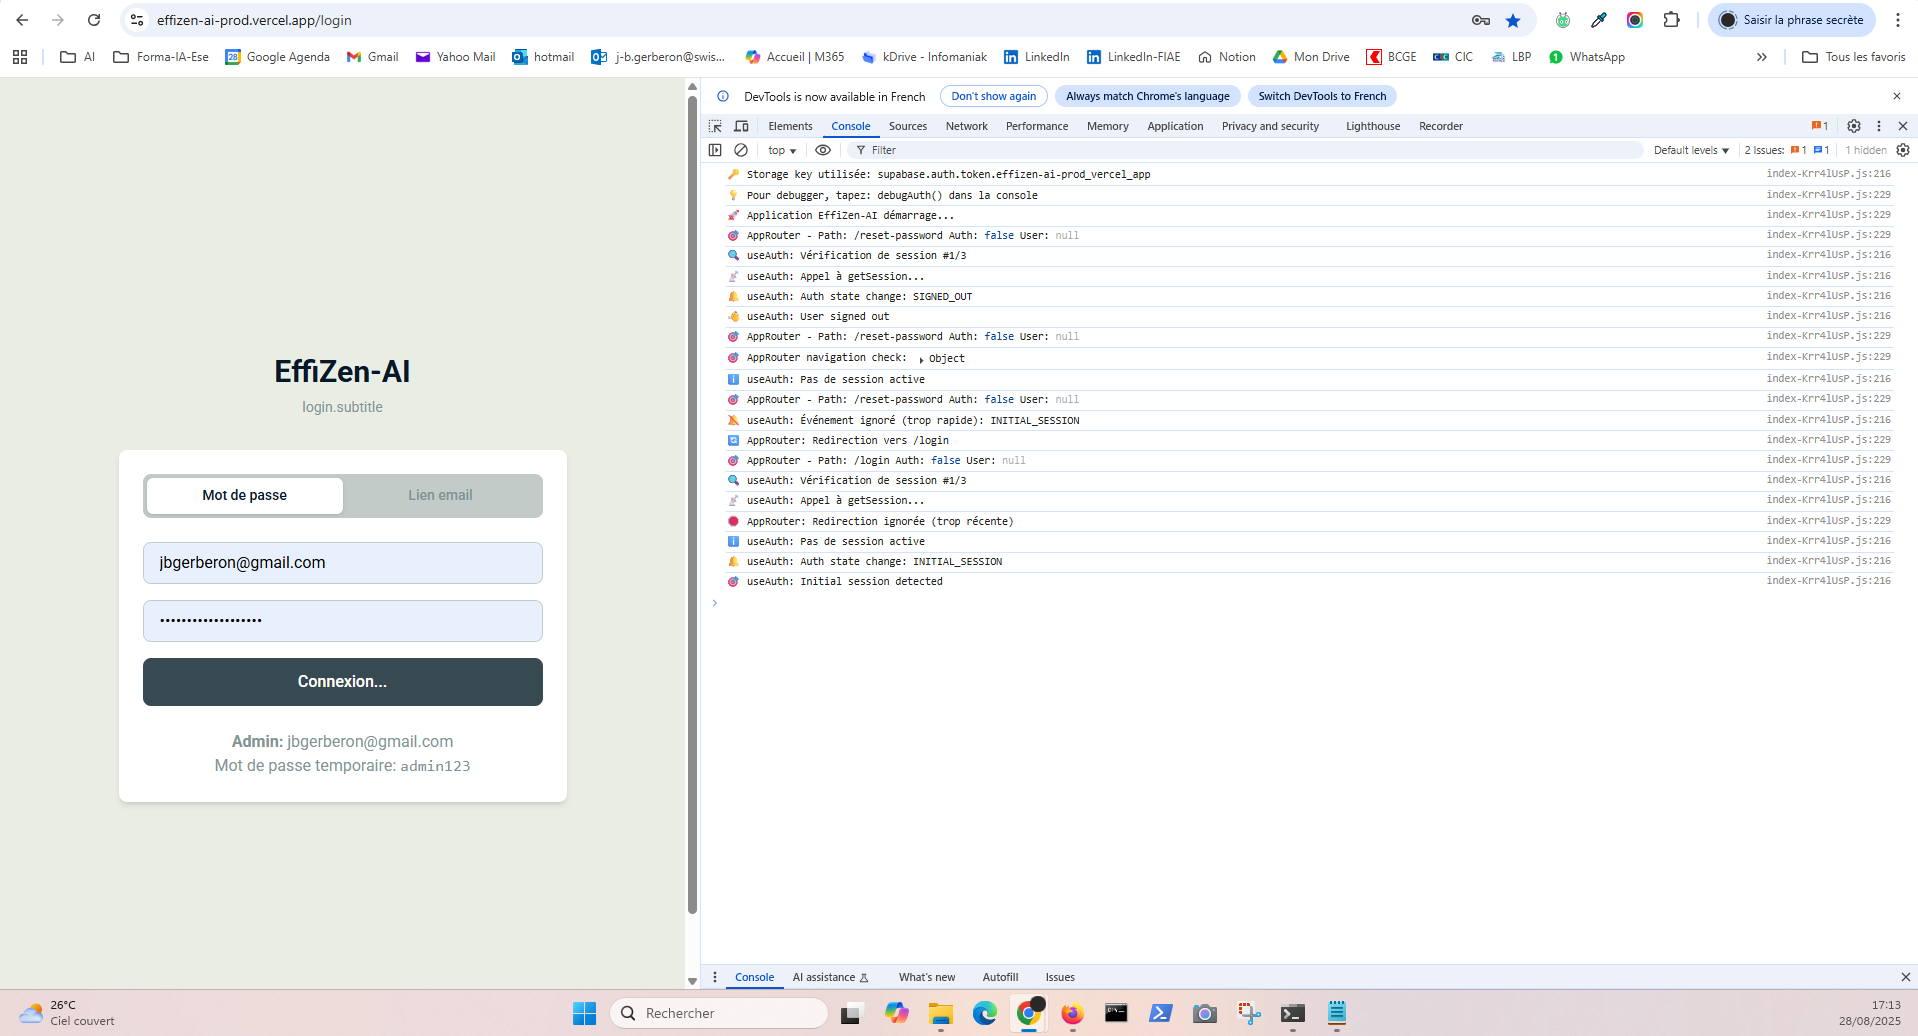 effizen-ai-prod.vercel.app/login
Saisir la phrase secrète
AI
Forma-IA-Ese
28
Google Agenda
Gmail
Yahoo Mail
hotmail
j-b.gerberon@swis...
Accueil | M365
kDrive - Infomaniak
LinkedIn
LinkedIn-FIAE
Notion
Mon Drive
BCGE
CIC
LBP
1
WhatsApp
»
Tous les favoris
DevTools is now available in French
Don't show again
Always match Chrome's language
Switch DevTools to French
Elements
Console
Sources
Network
Performance
Memory
Application
Privacy and security
Lighthouse
Recorder
1
top
Filter
Default levels
2 Issues:
1
1
1 hidden
Storage key utilisée: supabase.auth.token.effizen-ai-prod_vercel_app index-Krr4lUsP.js:216
Pour debugger, tapez: debugAuth() dans la console index-Krr4lUsP.js:229
Application EffiZen-AI démarrage... index-Krr4lUsP.js:229
AppRouter - Path: /reset-password Auth: false User: null index-Krr4lUsP.js:229
useAuth: Vérification de session #1/3 index-Krr4lUsP.js:216
useAuth: Appel à getSession... index-Krr4lUsP.js:216
useAuth: Auth state change: SIGNED_OUT index-Krr4lUsP.js:216
useAuth: User signed out index-Krr4lUsP.js:216
AppRouter - Path: /reset-password Auth: false User: null index-Krr4lUsP.js:229
AppRouter navigation check: Object index-Krr4lUsP.js:229
useAuth: Pas de session active index-Krr4lUsP.js:216
AppRouter - Path: /reset-password Auth: false User: null index-Krr4lUsP.js:229
useAuth: Événement ignoré (trop rapide): INITIAL_SESSION index-Krr4lUsP.js:216
AppRouter: Redirection vers /login index-Krr4lUsP.js:229
AppRouter - Path: /login Auth: false User: null index-Krr4lUsP.js:229
useAuth: Vérification de session #1/3 index-Krr4lUsP.js:216
useAuth: Appel à getSession... index-Krr4lUsP.js:216
AppRouter: Redirection ignorée (trop récente) index-Krr4lUsP.js:229
useAuth: Pas de session active index-Krr4lUsP.js:216
useAuth: Auth state change: INITIAL_SESSION index-Krr4lUsP.js:216
useAuth: Initial session detected index-Krr4lUsP.js:216
EffiZen-AI
login.subtitle
Mot de passe
Lien email
jbgerberon@gmail.com
•••••••••••••••••••
Connexion...
Admin: jbgerberon@gmail.com
Mot de passe temporaire: admin123
Console
AI assistance
What's new
Autofill
Issues
26°C
Ciel couvert
Rechercher
17:13
28/08/2025